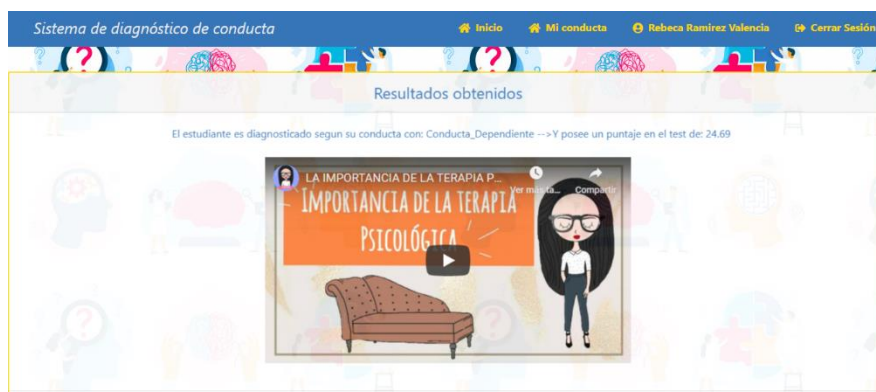 Sistema de diagnóstico de conducta
Inicio
Mi conducta
Rebeca Ramirez Valencia
Cerrar Sesión
Resultados obtenidos
El estudiante es diagnosticado segun su conducta con: Conducta_Dependiente -->Y posee un puntaje en el test de: 24.69
LA IMPORTANCIA DE LA TERAPIA P...
Ver más ta...
Compartir
IMPORTANCIA DE LA TERAPIA
PSICOLÓGICA